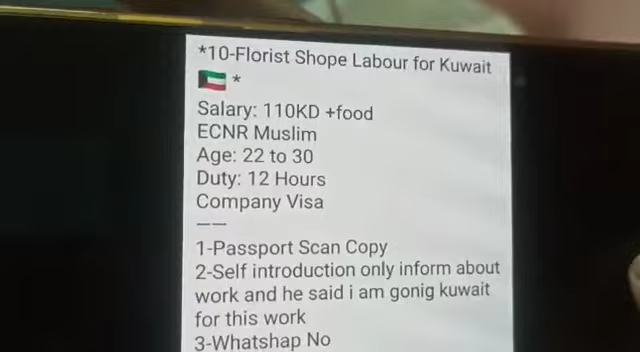 *10-Florist Shope Labour for Kuwait
🇰🇼 *
Salary: 110KD +food
ECNR Muslim
Age: 22 to 30
Duty: 12 Hours
Company Visa
——
1-Passport Scan Copy
2-Self introduction only inform about
work and he said i am gonig kuwait
for this work
3-Whatshap No